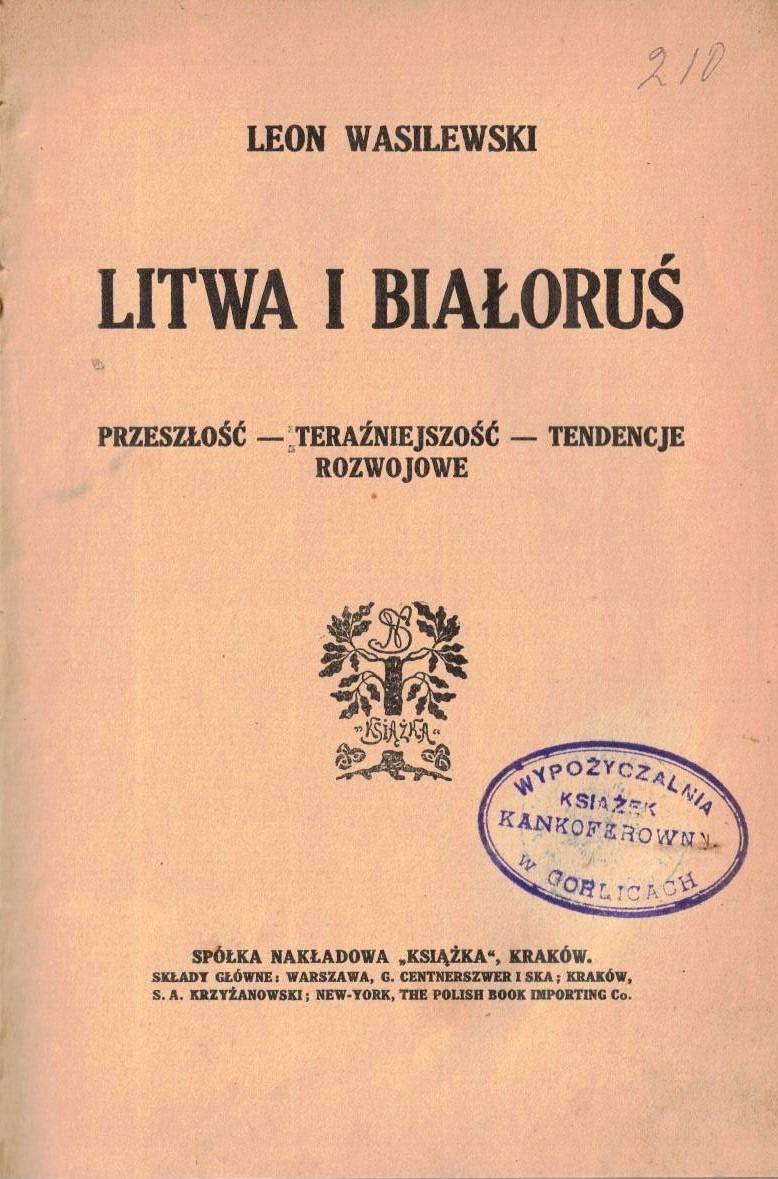 210
LEON WASILEWSKI
LITWA I BIAŁORUŚ
PRZESZŁOŚĆ — TERAŹNIEJSZOŚĆ — TENDENCJE
ROZWOJOWE
„KSIĄŻKA“
WYPOŻYCZALNIA
KSIĄŻEK
KANKOFEROWNY
W GORLICACH
SPÓŁKA NAKŁADOWA „KSIĄŻKA“, KRAKÓW.
SKŁADY GŁÓWNE: WARSZAWA, G. CENTNERSZWER I SKA; KRAKÓW,
S. A. KRZYŻANOWSKI; NEW-YORK, THE POLISH BOOK IMPORTING Co.